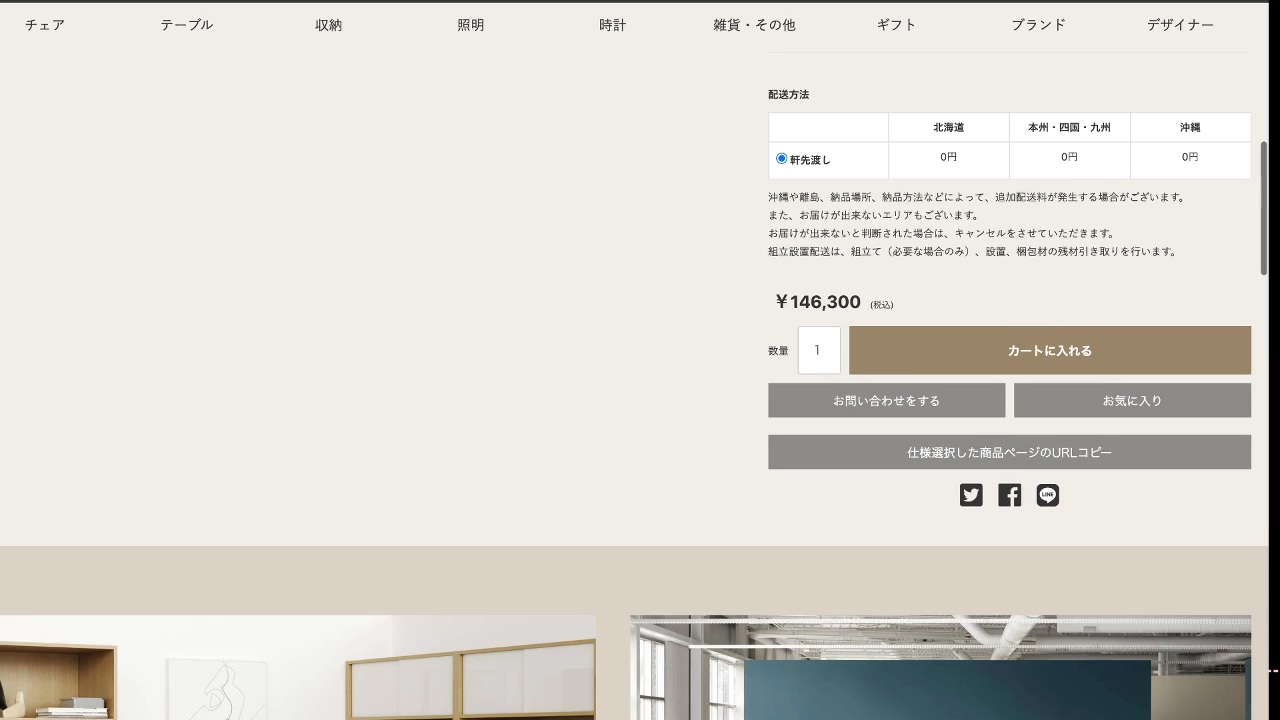 チェア テーブル 収納 照明 時計 雑貨・その他 ギフト ブランド デザイナー
配送方法
北海道 本州・四国・九州 沖縄
軒先渡し 0円 0円 0円
沖縄や離島、納品場所、納品方法などによって、追加配送料が発生する場合がございます。
また、お届けが出来ないエリアもございます。
お届けが出来ないと判断された場合は、キャンセルをさせていただきます。
組立設置配送は、組立て（必要な場合のみ）、設置、梱包材の残材引き取りを行います。
￥146,300 (税込)
数量 1 カートに入れる
お問い合わせをする お気に入り
仕様選択した商品ページのURLコピー
LINE